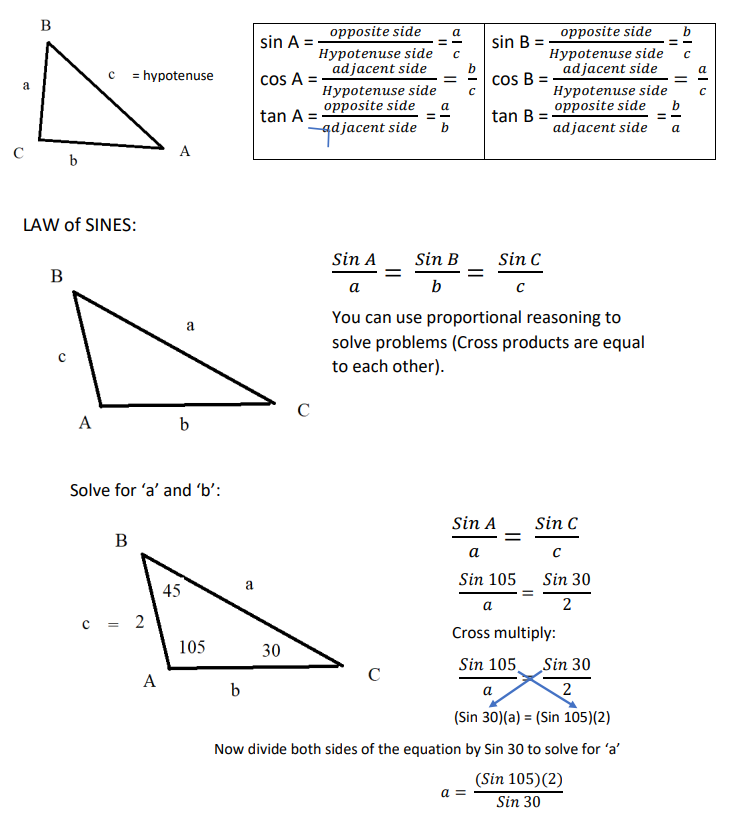 B
a
c = hypotenuse
C
b
A
sin A = opposite side / Hypotenuse side = a / c
cos A = adjacent side / Hypotenuse side = b / c
tan A = opposite side / adjacent side = a / b
sin B = opposite side / Hypotenuse side = b / c
cos B = adjacent side / Hypotenuse side = a / c
tan B = opposite side / adjacent side = b / a
LAW of SINES:
B
a
c
A
b
C
Sin A / a = Sin B / b = Sin C / c
You can use proportional reasoning to
solve problems (Cross products are equal
to each other).
Solve for ‘a’ and ‘b’:
B
45
a
c = 2
105
30
A
b
C
Sin A / a = Sin C / c
Sin 105 / a = Sin 30 / 2
Cross multiply:
Sin 105 / a = Sin 30 / 2
(Sin 30)(a) = (Sin 105)(2)
Now divide both sides of the equation by Sin 30 to solve for ‘a’
a = (Sin 105)(2) / Sin 30